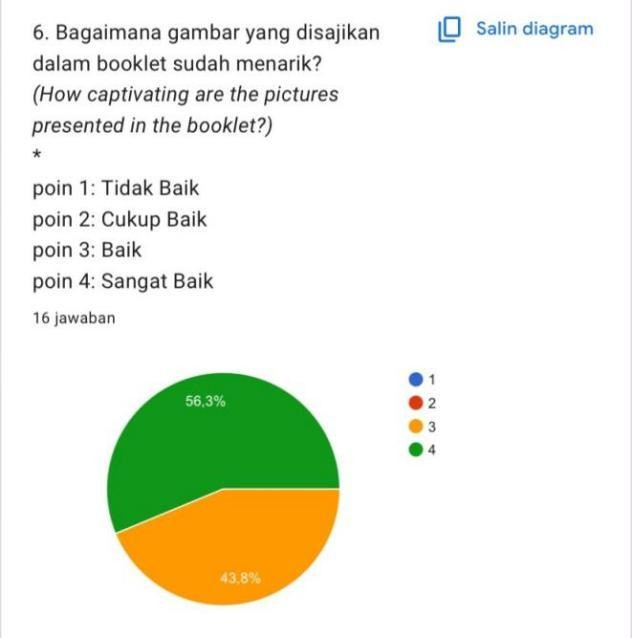 6. Bagaimana gambar yang disajikan
dalam booklet sudah menarik?
(How captivating are the pictures
presented in the booklet?)
*
Salin diagram
poin 1: Tidak Baik
poin 2: Cukup Baik
poin 3: Baik
poin 4: Sangat Baik
16 jawaban
56,3%
43,8%
1
2
3
4